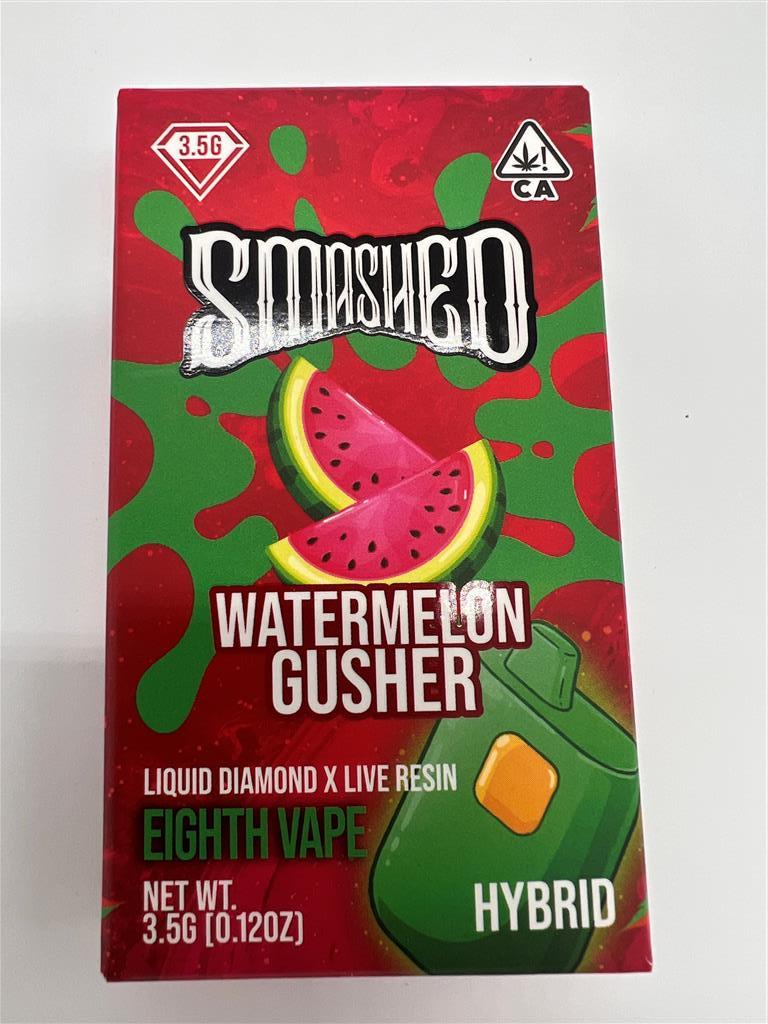 3.5G
!
CA
SMASHED
WATERMELON
GUSHER
LIQUID DIAMOND X LIVE RESIN
EIGHTH VAPE
NET WT.
3.5G [0.12OZ]
HYBRID